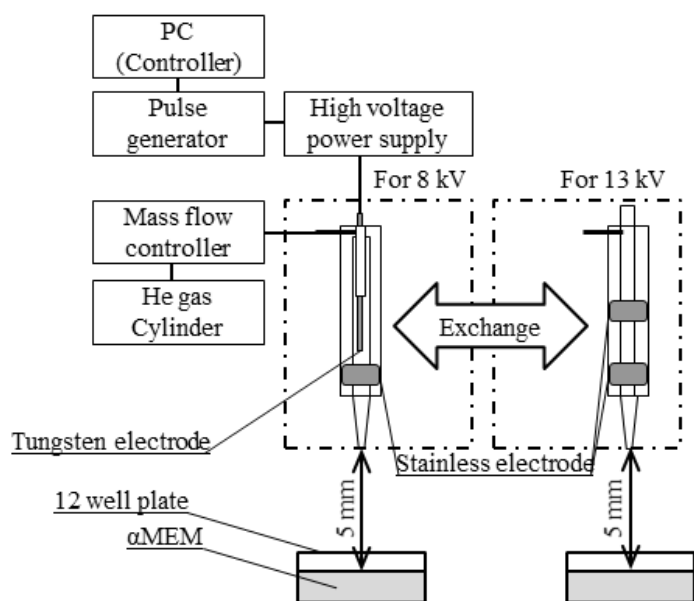 PC
(Controller)
Pulse
generator
High voltage
power supply
For 8 kV
For 13 kV
Mass flow
controller
He gas
Cylinder
Exchange
Tungsten electrode
Stainless electrode
5 mm
5 mm
12 well plate
αMEM